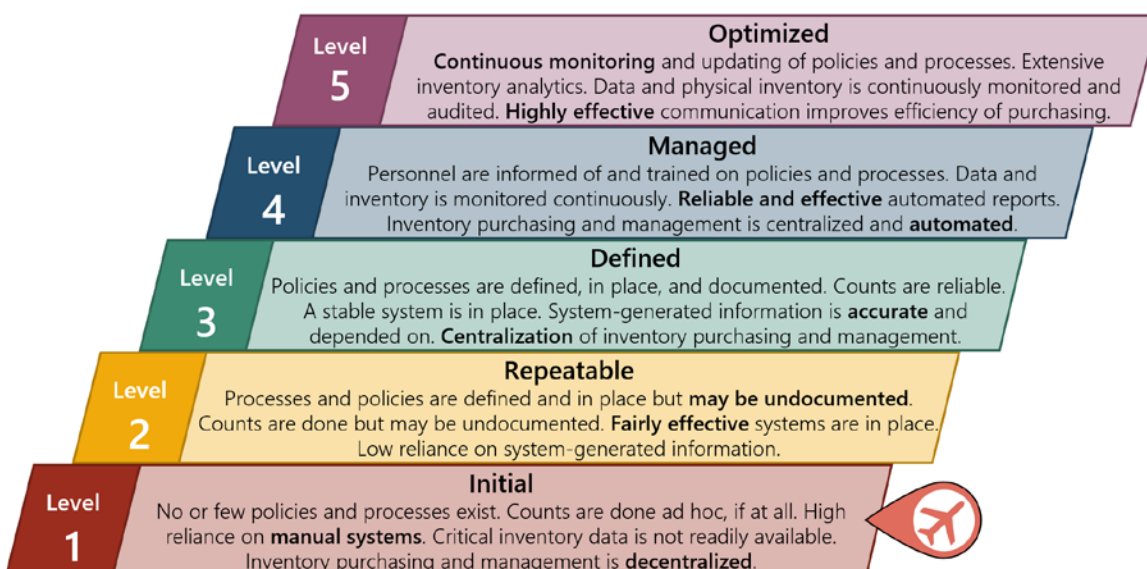 Level
5
Optimized
Continuous monitoring and updating of policies and processes. Extensive
inventory analytics. Data and physical inventory is continuously monitored and
audited. Highly effective communication improves efficiency of purchasing.
Level
4
Managed
Personnel are informed of and trained on policies and processes. Data and
inventory is monitored continuously. Reliable and effective automated reports.
Inventory purchasing and management is centralized and automated.
Level
3
Defined
Policies and processes are defined, in place, and documented. Counts are reliable.
A stable system is in place. System-generated information is accurate and
depended on. Centralization of inventory purchasing and management.
Level
2
Repeatable
Processes and policies are defined and in place but may be undocumented.
Counts are done but may be undocumented. Fairly effective systems are in place.
Low reliance on system-generated information.
Level
1
Initial
No or few policies and processes exist. Counts are done ad hoc, if at all. High
reliance on manual systems. Critical inventory data is not readily available.
Inventory purchasing and management is decentralized.